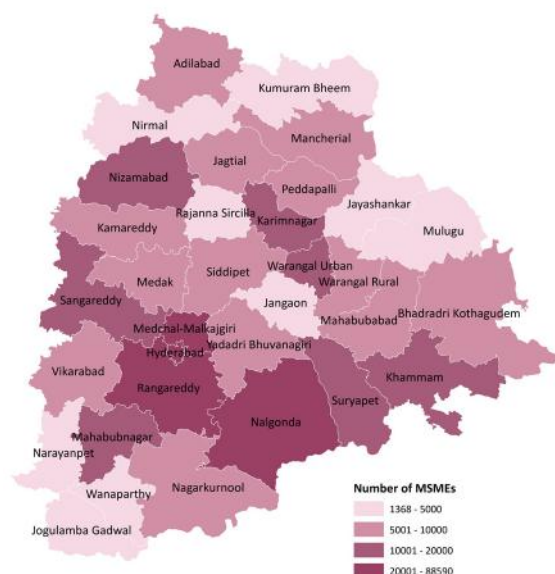 Adilabad
Kumuram Bheem
Nirmal
Mancherial
Jagtial
Nizamabad
Peddapalli
Rajanna Sircilla
Jayashankar
Karimnagar
Kamareddy
Mulugu
Warangal Urban
Siddipet
Medak
Warangal Rural
Sangareddy
Jangaon
Bhadradri Kothagudem
Mahabubabad
Medchal-Malkajgiri
Yadadri Bhuvanagiri
Hyderabad
Vikarabad
Khammam
Rangareddy
Suryapet
Nalgonda
Mahabubnagar
Narayanpet
Nagarkurnool
Wanaparthy
Jogulamba Gadwal
Number of MSMEs
1368 - 5000
5001 - 10000
10001 - 20000
20001 - 88590